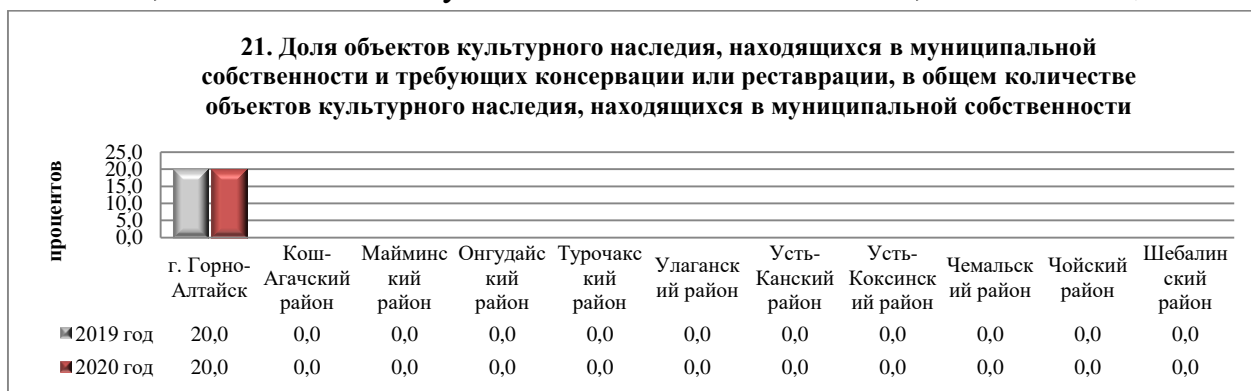 21. Доля объектов культурного наследия, находящихся в муниципальной
собственности и требующих консервации или реставрации, в общем количестве
объектов культурного наследия, находящихся в муниципальной собственности
процентов
25,0
20,0
15,0
10,0
5,0
0,0
г. Горно-
Алтайск
Кош-
Агачский
район
Майминс
кий
район
Онгудайс
кий
район
Турочакс
кий
район
Улаганск
ий район
Усть-
Канский
район
Усть-
Коксинск
ий район
Чемальск
ий район
Чойский
район
Шебалин
ский
район
2019 год 20,0 0,0 0,0 0,0 0,0 0,0 0,0 0,0 0,0 0,0 0,0
2020 год 20,0 0,0 0,0 0,0 0,0 0,0 0,0 0,0 0,0 0,0 0,0